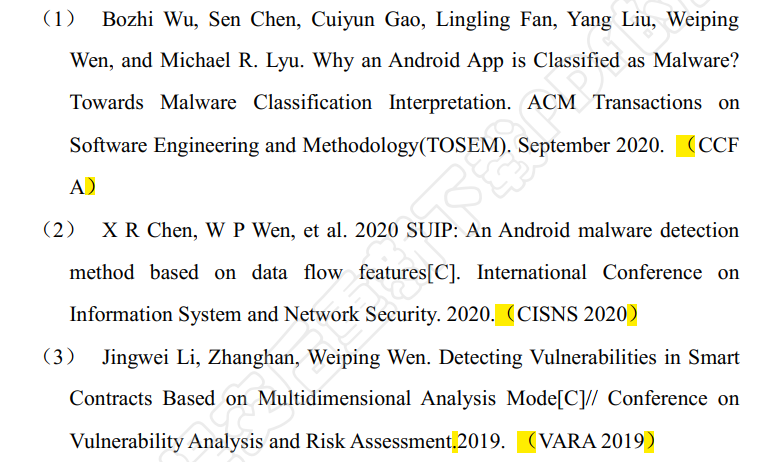 （1） Bozhi Wu, Sen Chen, Cuiyun Gao, Lingling Fan, Yang Liu, Weiping
Wen, and Michael R. Lyu. Why an Android App is Classified as Malware?
Towards Malware Classification Interpretation. ACM Transactions on
Software Engineering and Methodology(TOSEM). September 2020. （CCF
A）
（2） X R Chen, W P Wen, et al. 2020 SUIP: An Android malware detection
method based on data flow features[C]. International Conference on
Information System and Network Security. 2020.（CISNS 2020）
（3） Jingwei Li, Zhanghan, Weiping Wen. Detecting Vulnerabilities in Smart
Contracts Based on Multidimensional Analysis Mode[C]// Conference on
Vulnerability Analysis and Risk Assessment.2019. （VARA 2019）